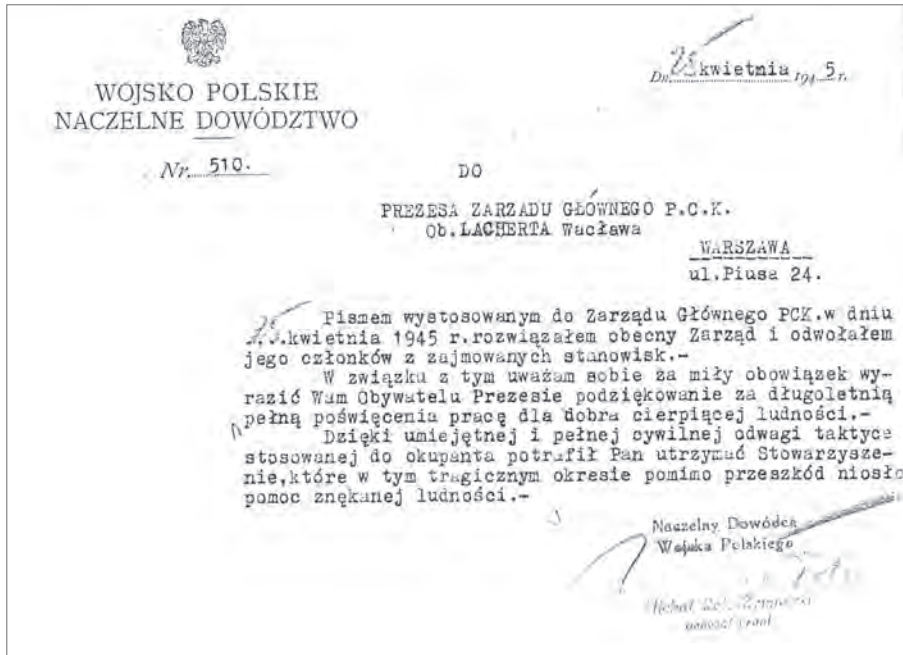 Dn. 25 kwietnia 1945 r.
WOJSKO POLSKIE
NACZELNE DOWÓDZTWO
Nr. 510.
DO
PREZESA ZARZADU GŁÓWNEGO P.C.K.
Ob.LACHERTA Wacława
WARSZAWA
ul.Piusa 24.
Pismem wystosowanym do Zarządu Głównego PCK.w dniu
25.kwietnia 1945 r.rozwiązałem obecny Zarząd i odwołałem
jego członków z zajmowanych stanowisk.-
W związku z tym uważam sobie za miły obowiązek wy-
razić Wam Obywatelu Prezesie podziękowanie za długoletnią
pełną poświęcenia pracę dla dobra cierpiącej ludności.-
Dzięki umiejętnej i pełnej cywilnej odwagi taktyce
stosowanej do okupanta potrafił Pan utrzymać Stowarzysze-
nie,które w tym tragicznym okresie pomimo przeszkód niosło
pomoc znękanej ludności.-
Naczelny Dowódca
Wojska Polskiego